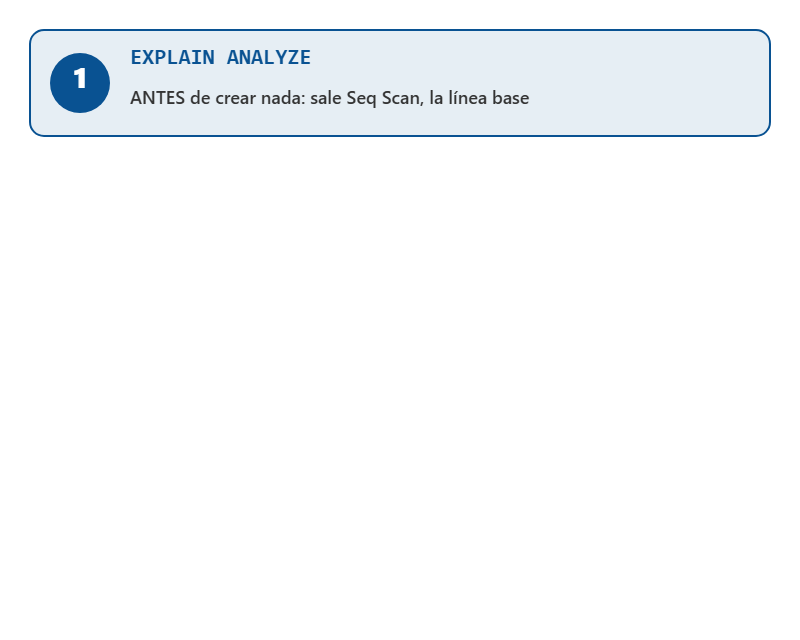 1
EXPLAIN ANALYZE
ANTES de crear nada: sale Seq Scan, la línea base